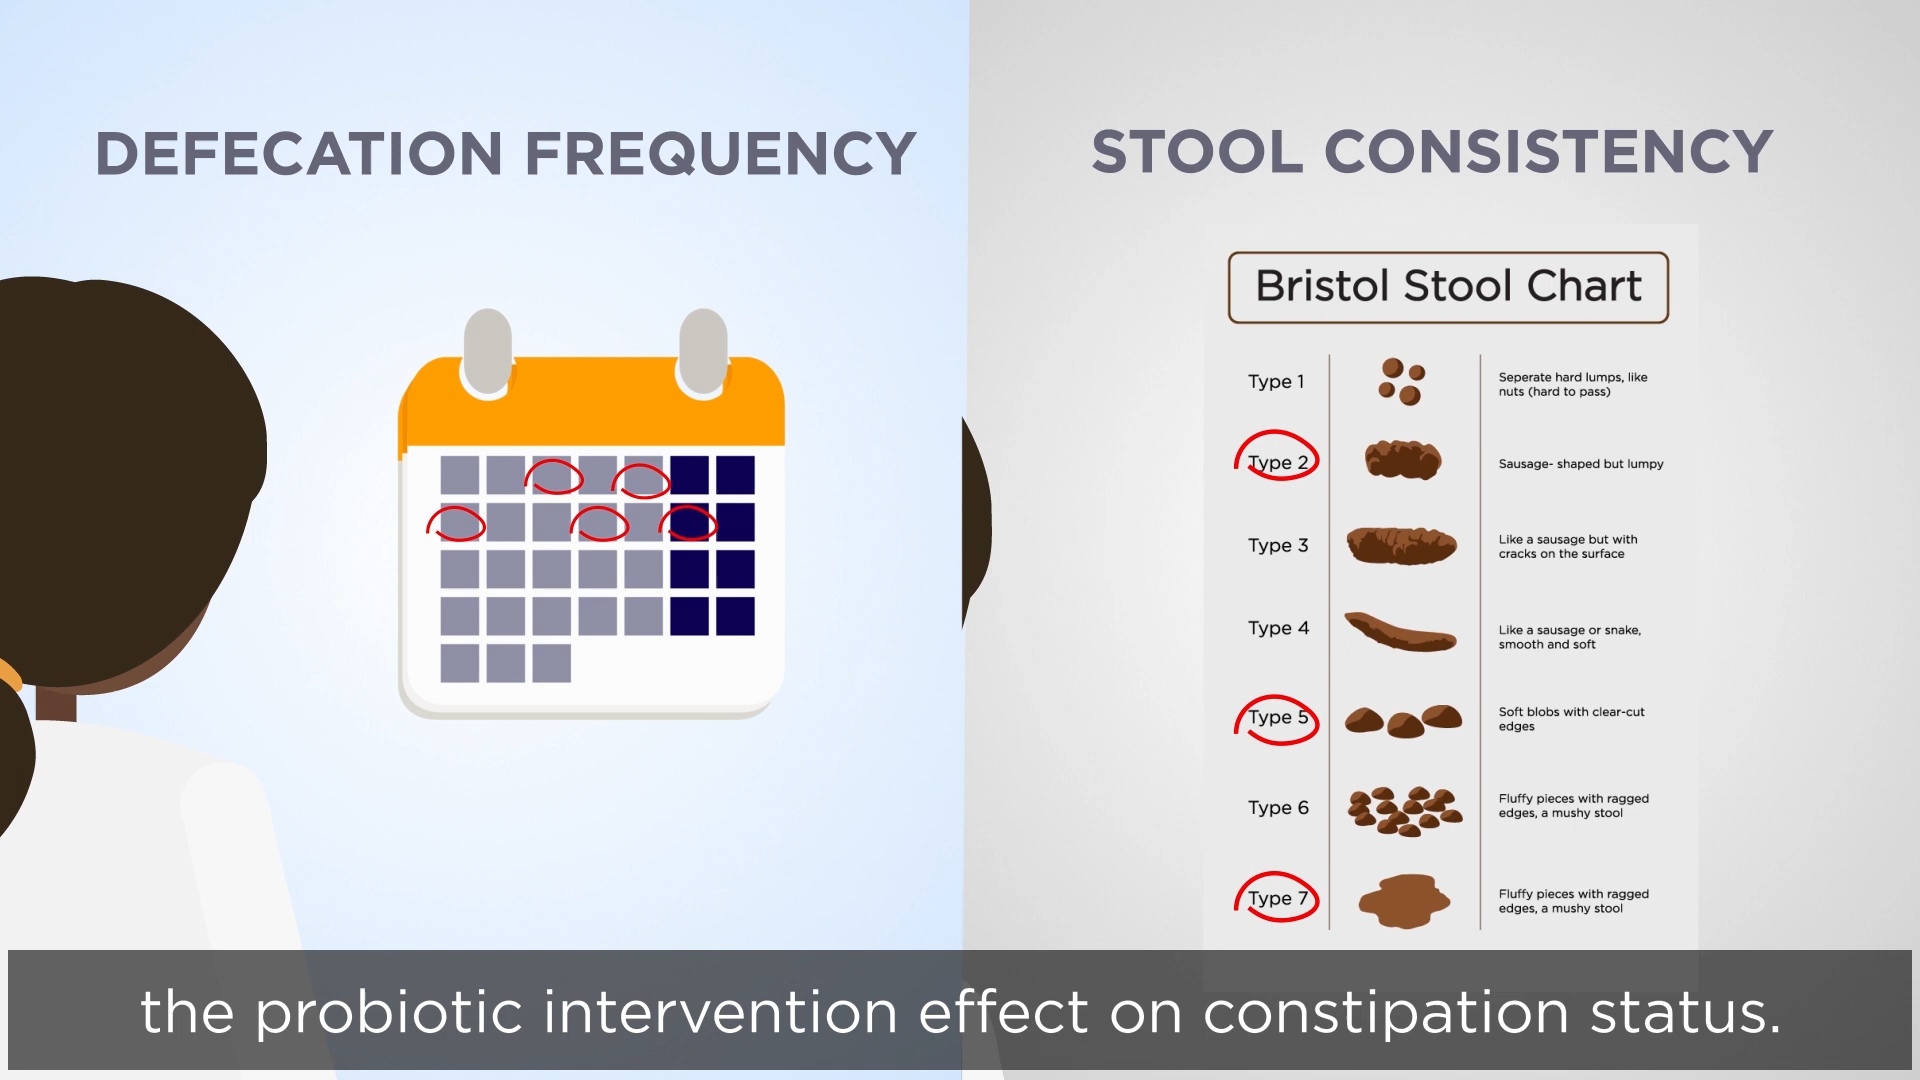 DEFECATION FREQUENCY
STOOL CONSISTENCY
Bristol Stool Chart
Type 1
Seperate hard lumps, like
nuts (hard to pass)
Type 2
Sausage- shaped but lumpy
Type 3
Like a sausage but with
cracks on the surface
Type 4
Like a sausage or snake,
smooth and soft
Type 5
Soft blobs with clear-cut
edges
Type 6
Fluffy pieces with ragged
edges, a mushy stool
Type 7
Fluffy pieces with ragged
edges, a mushy stool
the probiotic intervention effect on constipation status.